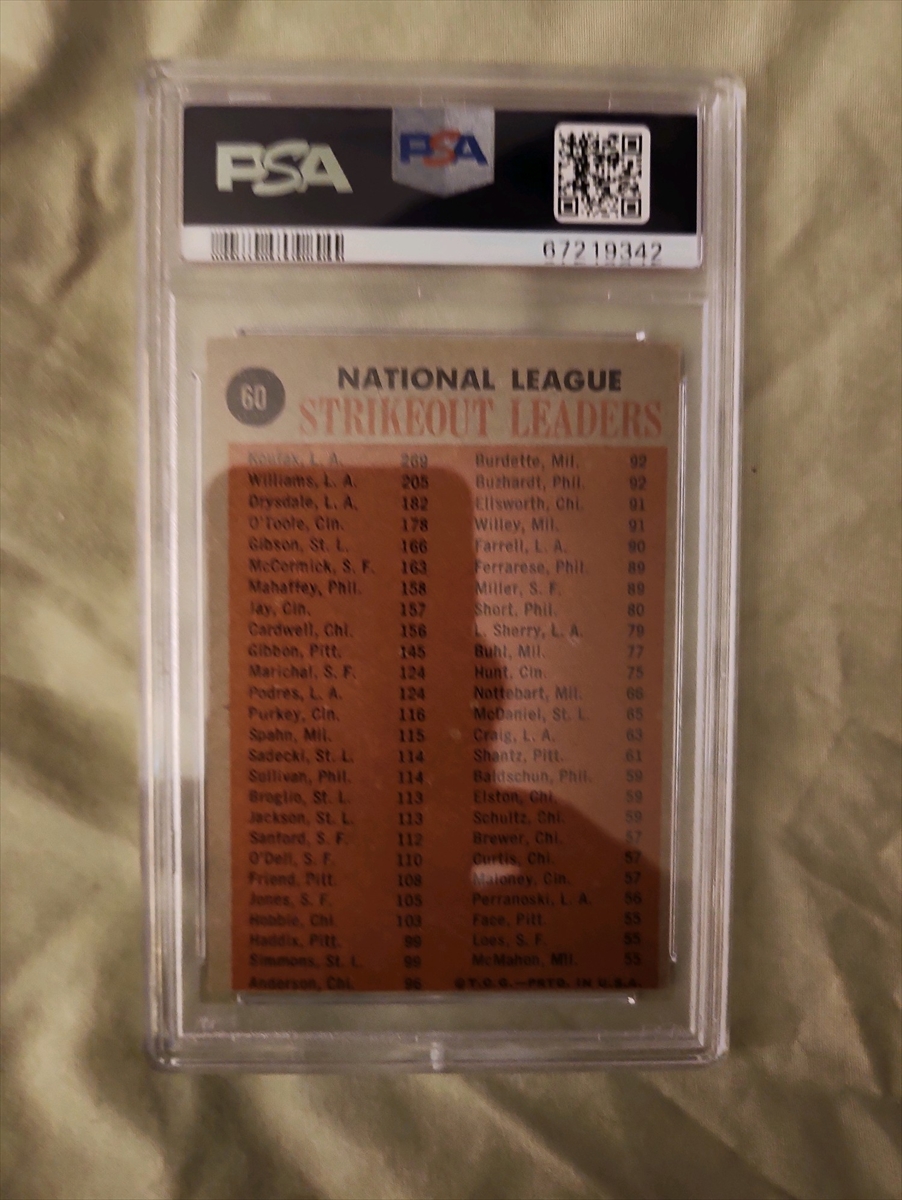 PSA PSA
67219342
60 NATIONAL LEAGUE
STRIKEOUT LEADERS
Koufax, L. A. 269 Burdette, Mil. 92
Williams, L. A. 205 Buzhardt, Phil. 92
Drysdale, L. A. 182 Ellsworth, Chi. 91
O'Toole, Cin. 178 Willey, Mil. 91
Gibson, St. L. 166 Farrell, L. A. 90
McCormick, S. F. 163 Ferrarese, Phil. 89
Mahaffey, Phil. 158 Miller, S. F. 89
Jay, Cin. 157 Short, Phil. 80
Cardwell, Chi. 156 L. Sherry, L. A. 79
Gibbon, Pitt. 145 Buhl, Mil. 77
Marichal, S. F. 124 Hunt, Cin. 75
Podres, L. A. 124 Nottebart, Mil. 66
Purkey, Cin. 116 McDaniel, St. L. 65
Spahn, Mil. 115 Craig, L. A. 63
Sadecki, St. L. 114 Shantz, Pitt. 61
Sullivan, Phil. 114 Baldschun, Phil. 59
Broglio, St. L. 113 Elston, Chi. 59
Jackson, St. L. 113 Schultz, Chi. 59
Sanford, S. F. 112 Brewer, Chi. 57
O'Dell, S. F. 110 Curtis, Chi. 57
Friend, Pitt. 108 Maloney, Cin. 57
Jones, S. F. 105 Perranoski, L. A. 56
Hobbie, Chi. 103 Face, Pitt. 55
Haddix, Pitt. 99 Loes, S. F. 55
Simmons, St. L. 99 McMahon, Mil. 55
Anderson, Chi. 96 ©T.C.G.—PRTD. IN U.S.A.